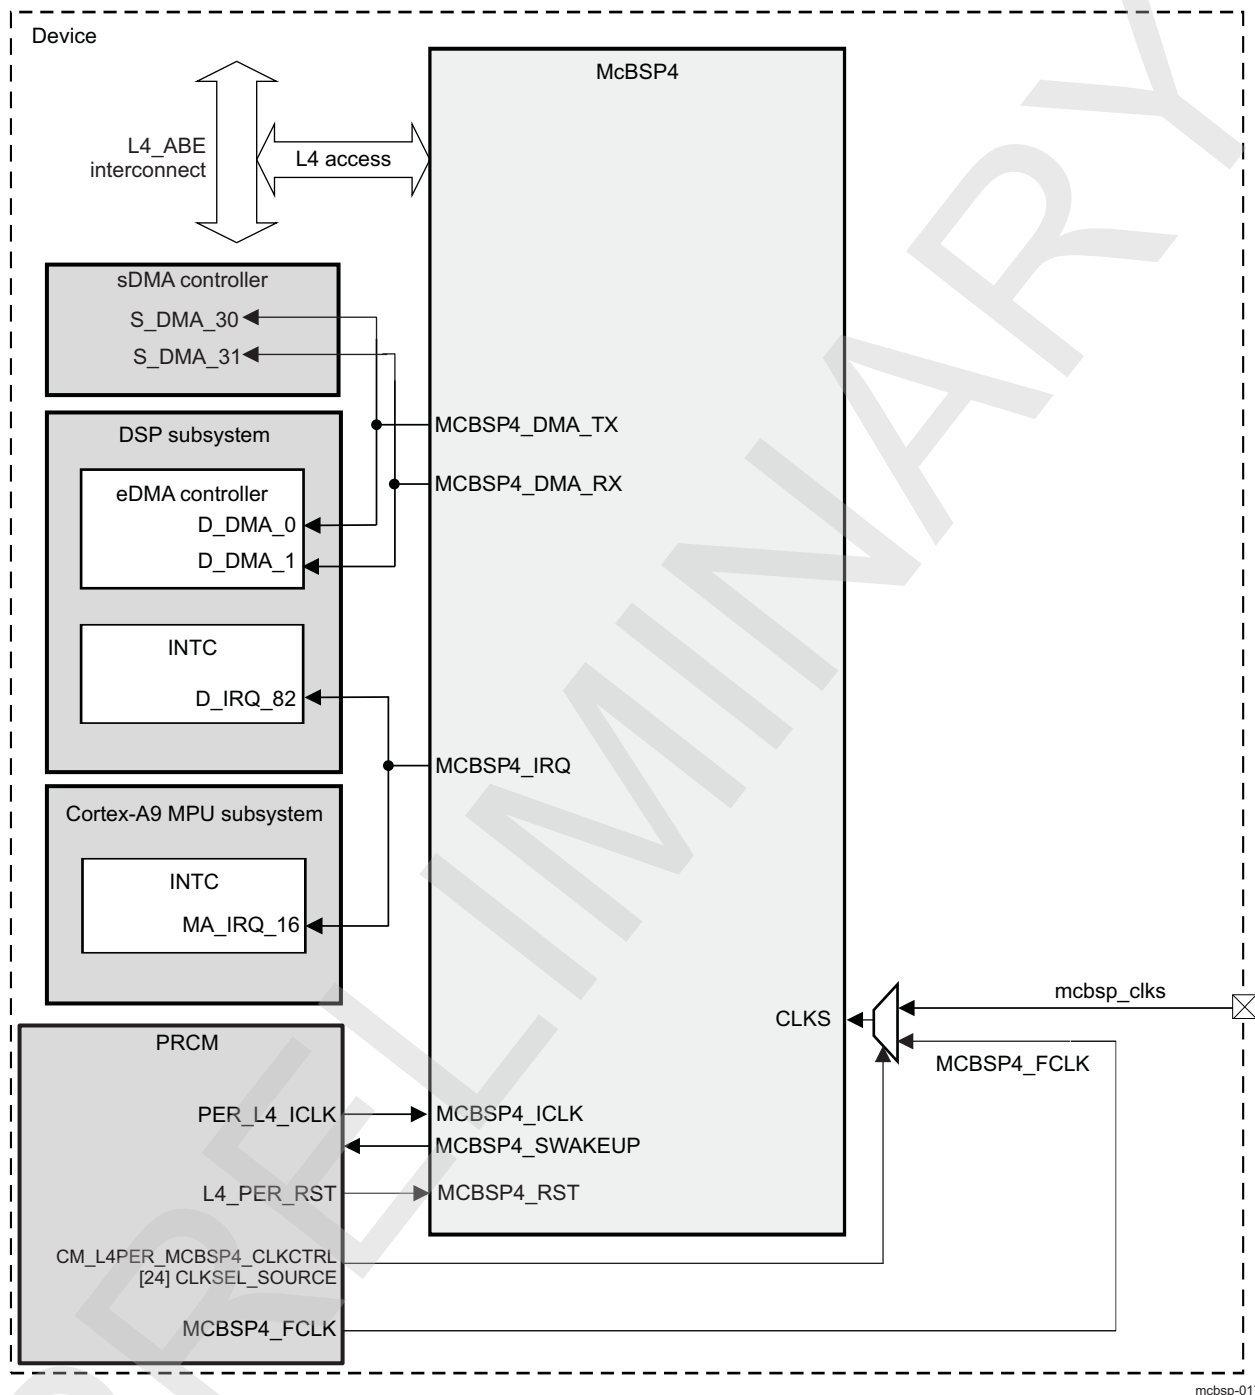 Device
McBSP4
L4_ABE
interconnect
L4 access
sDMA controller
S_DMA_30
S_DMA_31
MCBSP4_DMA_TX
DSP subsystem
MCBSP4_DMA_RX
eDMA controller
D_DMA_0
D_DMA_1
INTC
D_IRQ_82
MCBSP4_IRQ
Cortex-A9 MPU subsystem
INTC
MA_IRQ_16
mcbsp_clks
CLKS
PRCM
MCBSP4_FCLK
PER_L4_ICLK
MCBSP4_ICLK
MCBSP4_SWAKEUP
L4_PER_RST
MCBSP4_RST
CM_L4PER_MCBSP4_CLKCTRL
[24] CLKSEL_SOURCE
MCBSP4_FCLK
PRELIMINARY